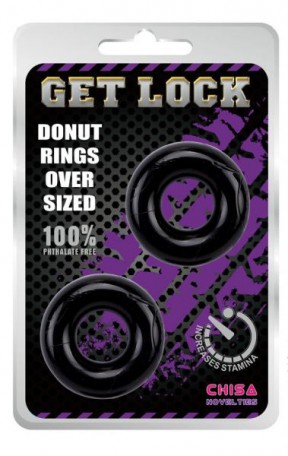 GET LOCK
DONUT
RINGS
OVER
SIZED
100%
PHTHALATE FREE
INCREASES STAMINA
CHISA
NOVELTIES